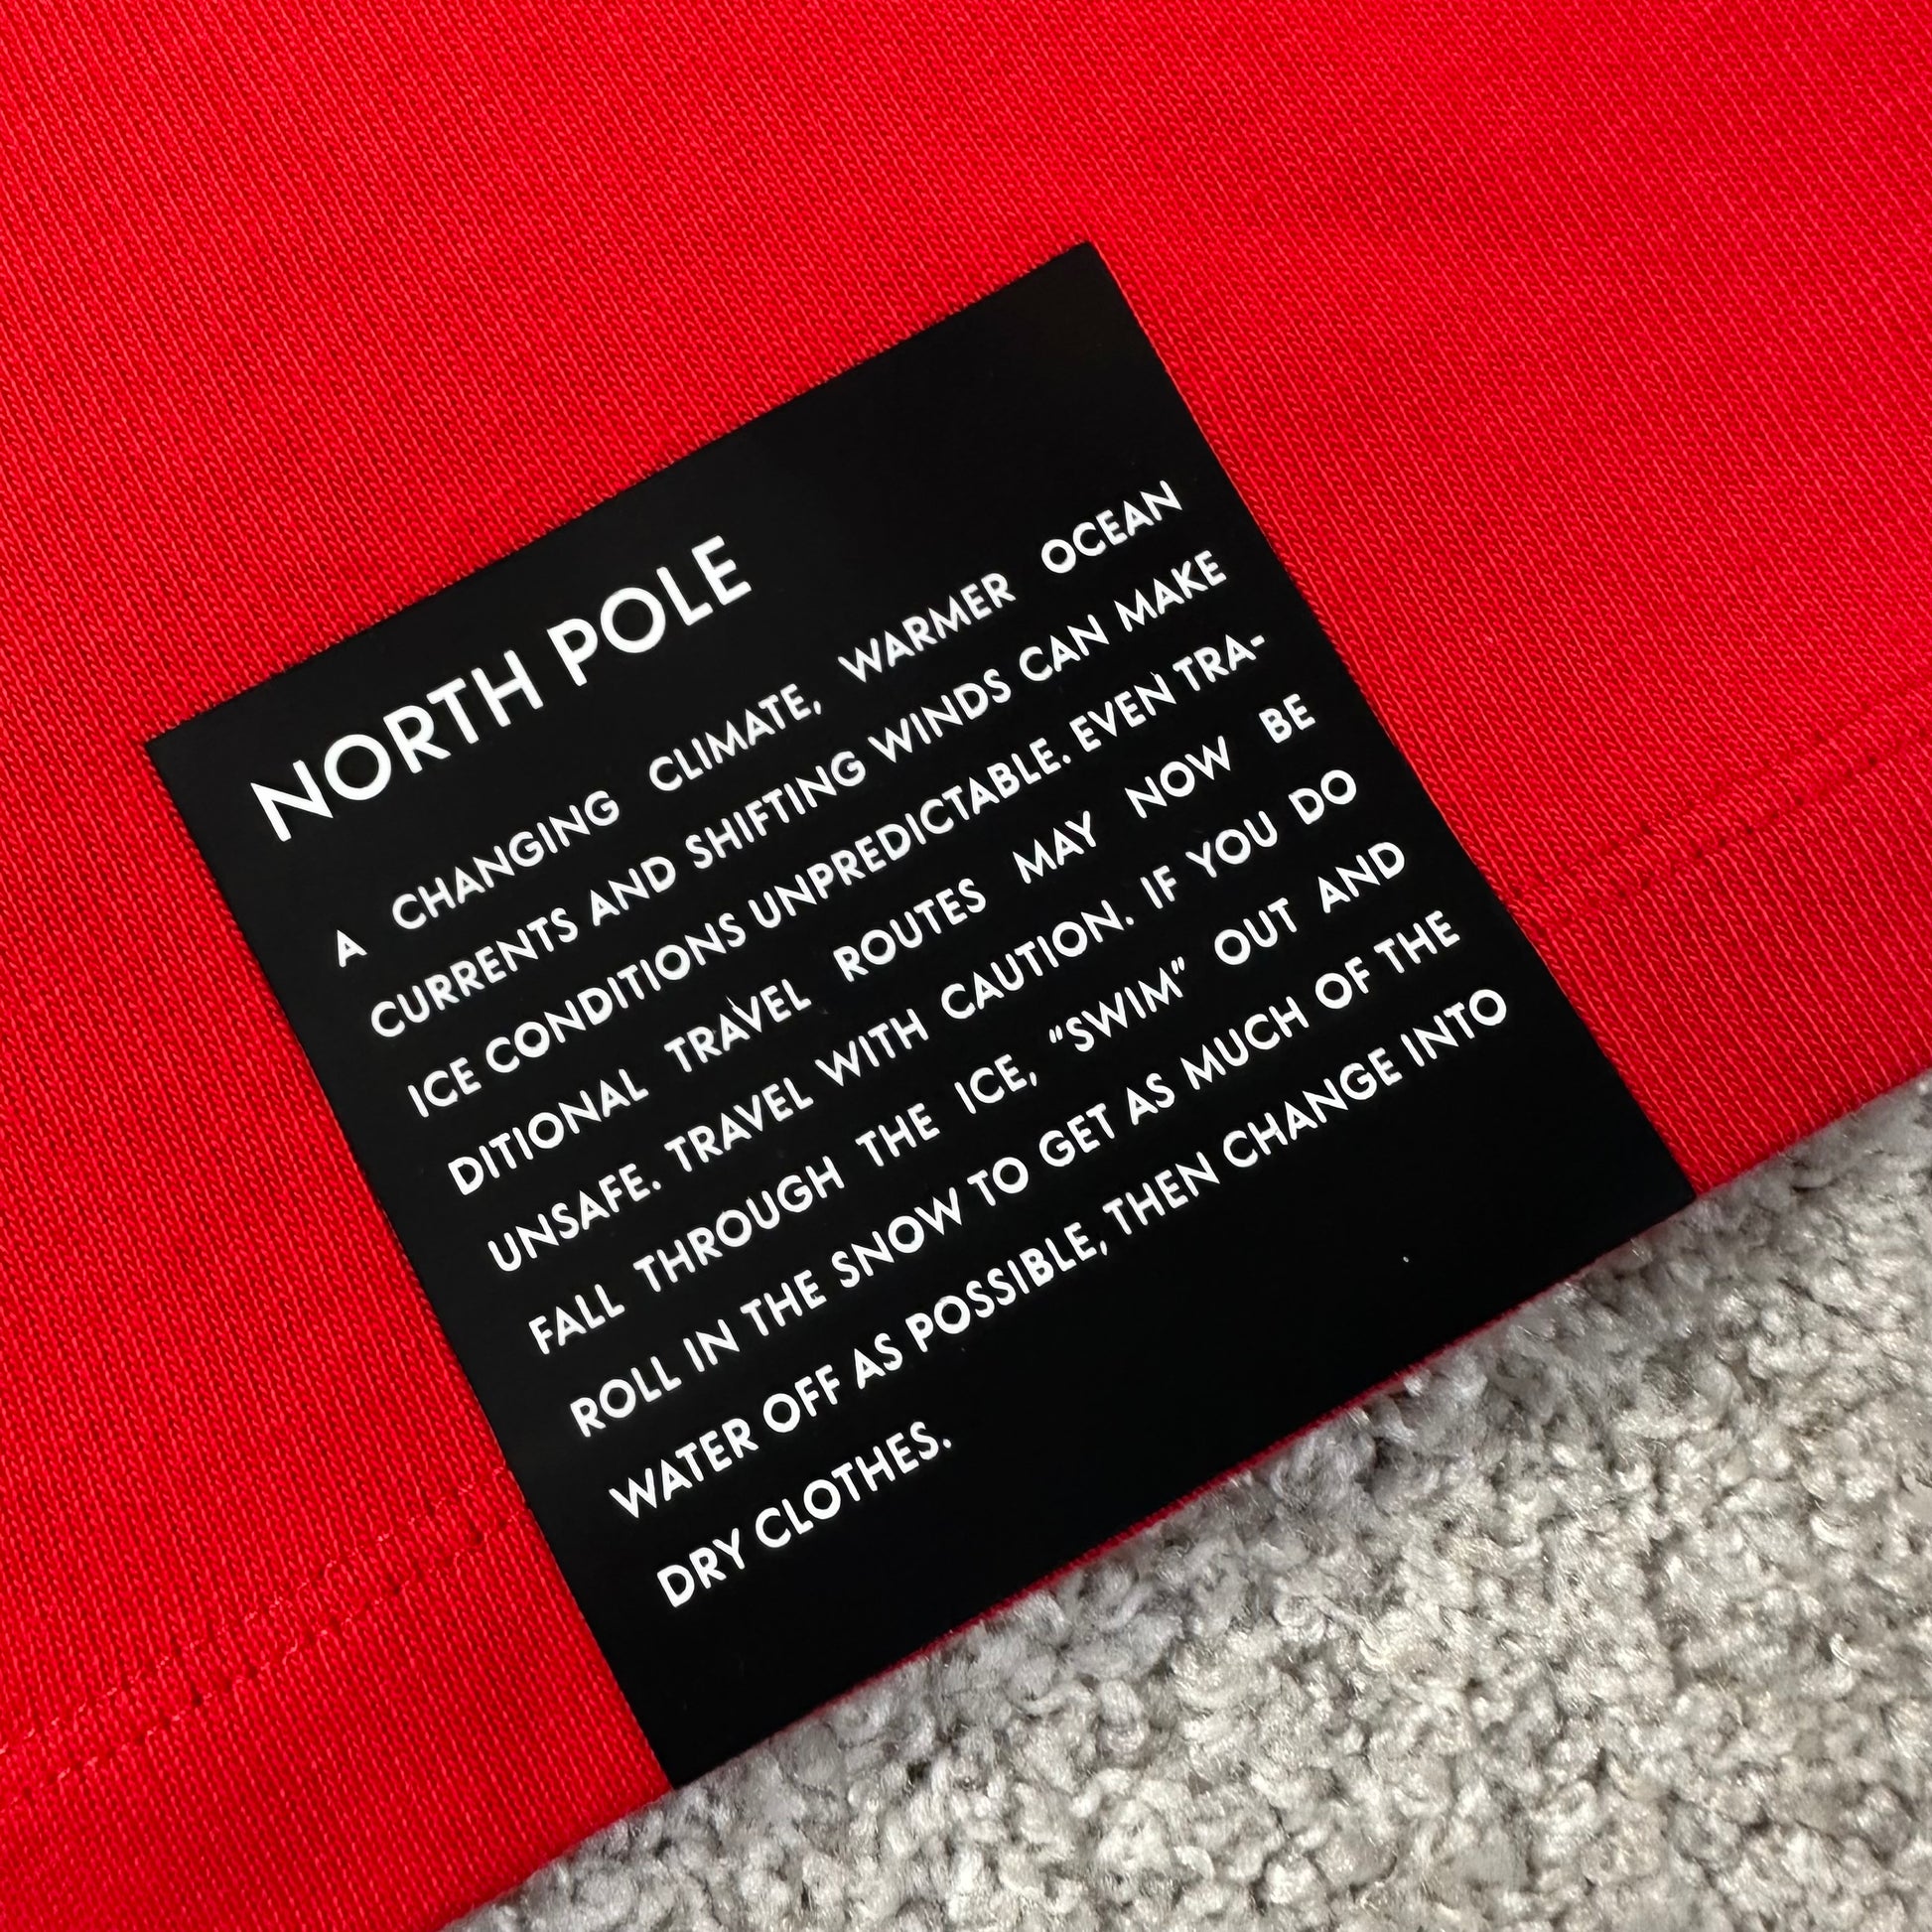 NORTH POLE
A CHANGING CLIMATE, WARMER OCEAN
CURRENTS AND SHIFTING WINDS CAN MAKE
ICE CONDITIONS UNPREDICTABLE. EVEN TRA-
DITIONAL TRAVEL ROUTES MAY NOW BE
UNSAFE. TRAVEL WITH CAUTION. IF YOU DO
FALL THROUGH THE ICE, “SWIM” OUT AND
ROLL IN THE SNOW TO GET AS MUCH OF THE
WATER OFF AS POSSIBLE, THEN CHANGE INTO
DRY CLOTHES.